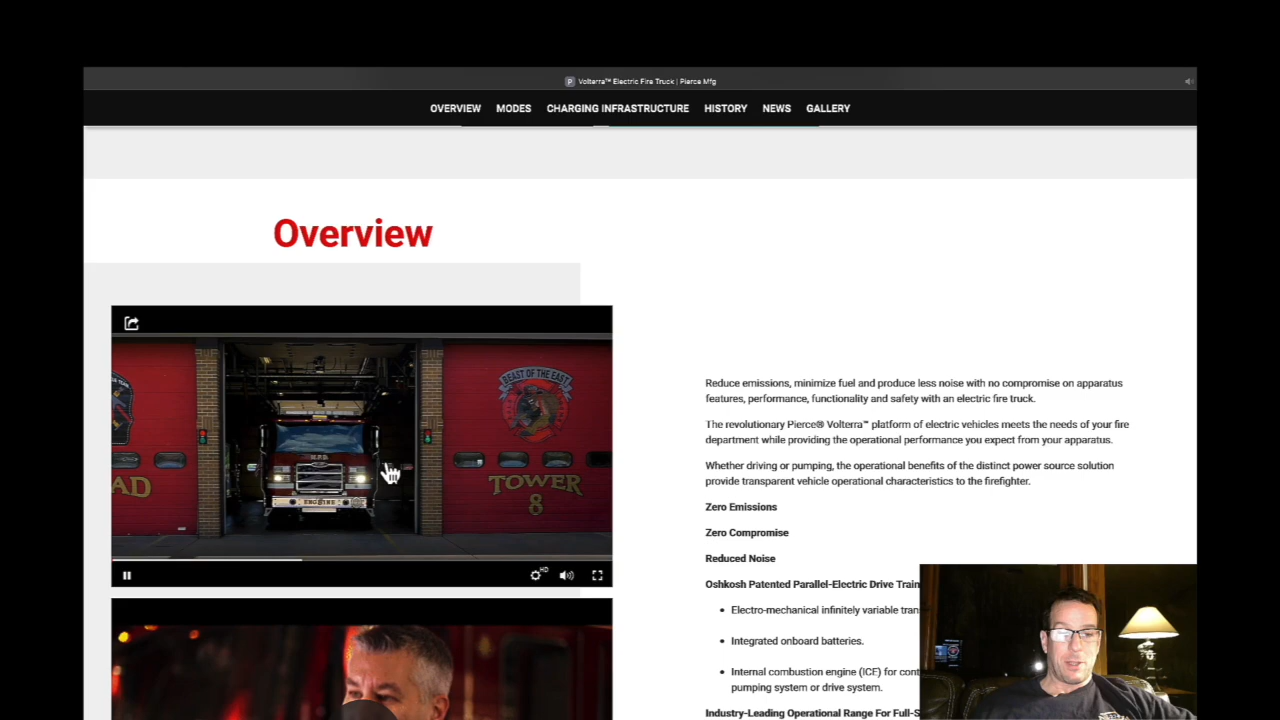 P Volterra™ Electric Fire Truck | Pierce Mfg
OVERVIEW MODES CHARGING INFRASTRUCTURE HISTORY NEWS GALLERY
Overview
BEAST OF THE EAST
AD
TOWER
8
ENGINE
HD
Reduce emissions, minimize fuel and produce less noise with no compromise on apparatus
features, performance, functionality and safety with an electric fire truck.
The revolutionary Pierce® Volterra™ platform of electric vehicles meets the needs of your fire
department while providing the operational performance you expect from your apparatus.
Whether driving or pumping, the operational benefits of the distinct power source solution
provide transparent vehicle operational characteristics to the firefighter.
Zero Emissions
Zero Compromise
Reduced Noise
Oshkosh Patented Parallel-Electric Drive Train
• Electro-mechanical infinitely variable tran
• Integrated onboard batteries.
• Internal combustion engine (ICE) for cont
pumping system or drive system.
Industry-Leading Operational Range For Full-S